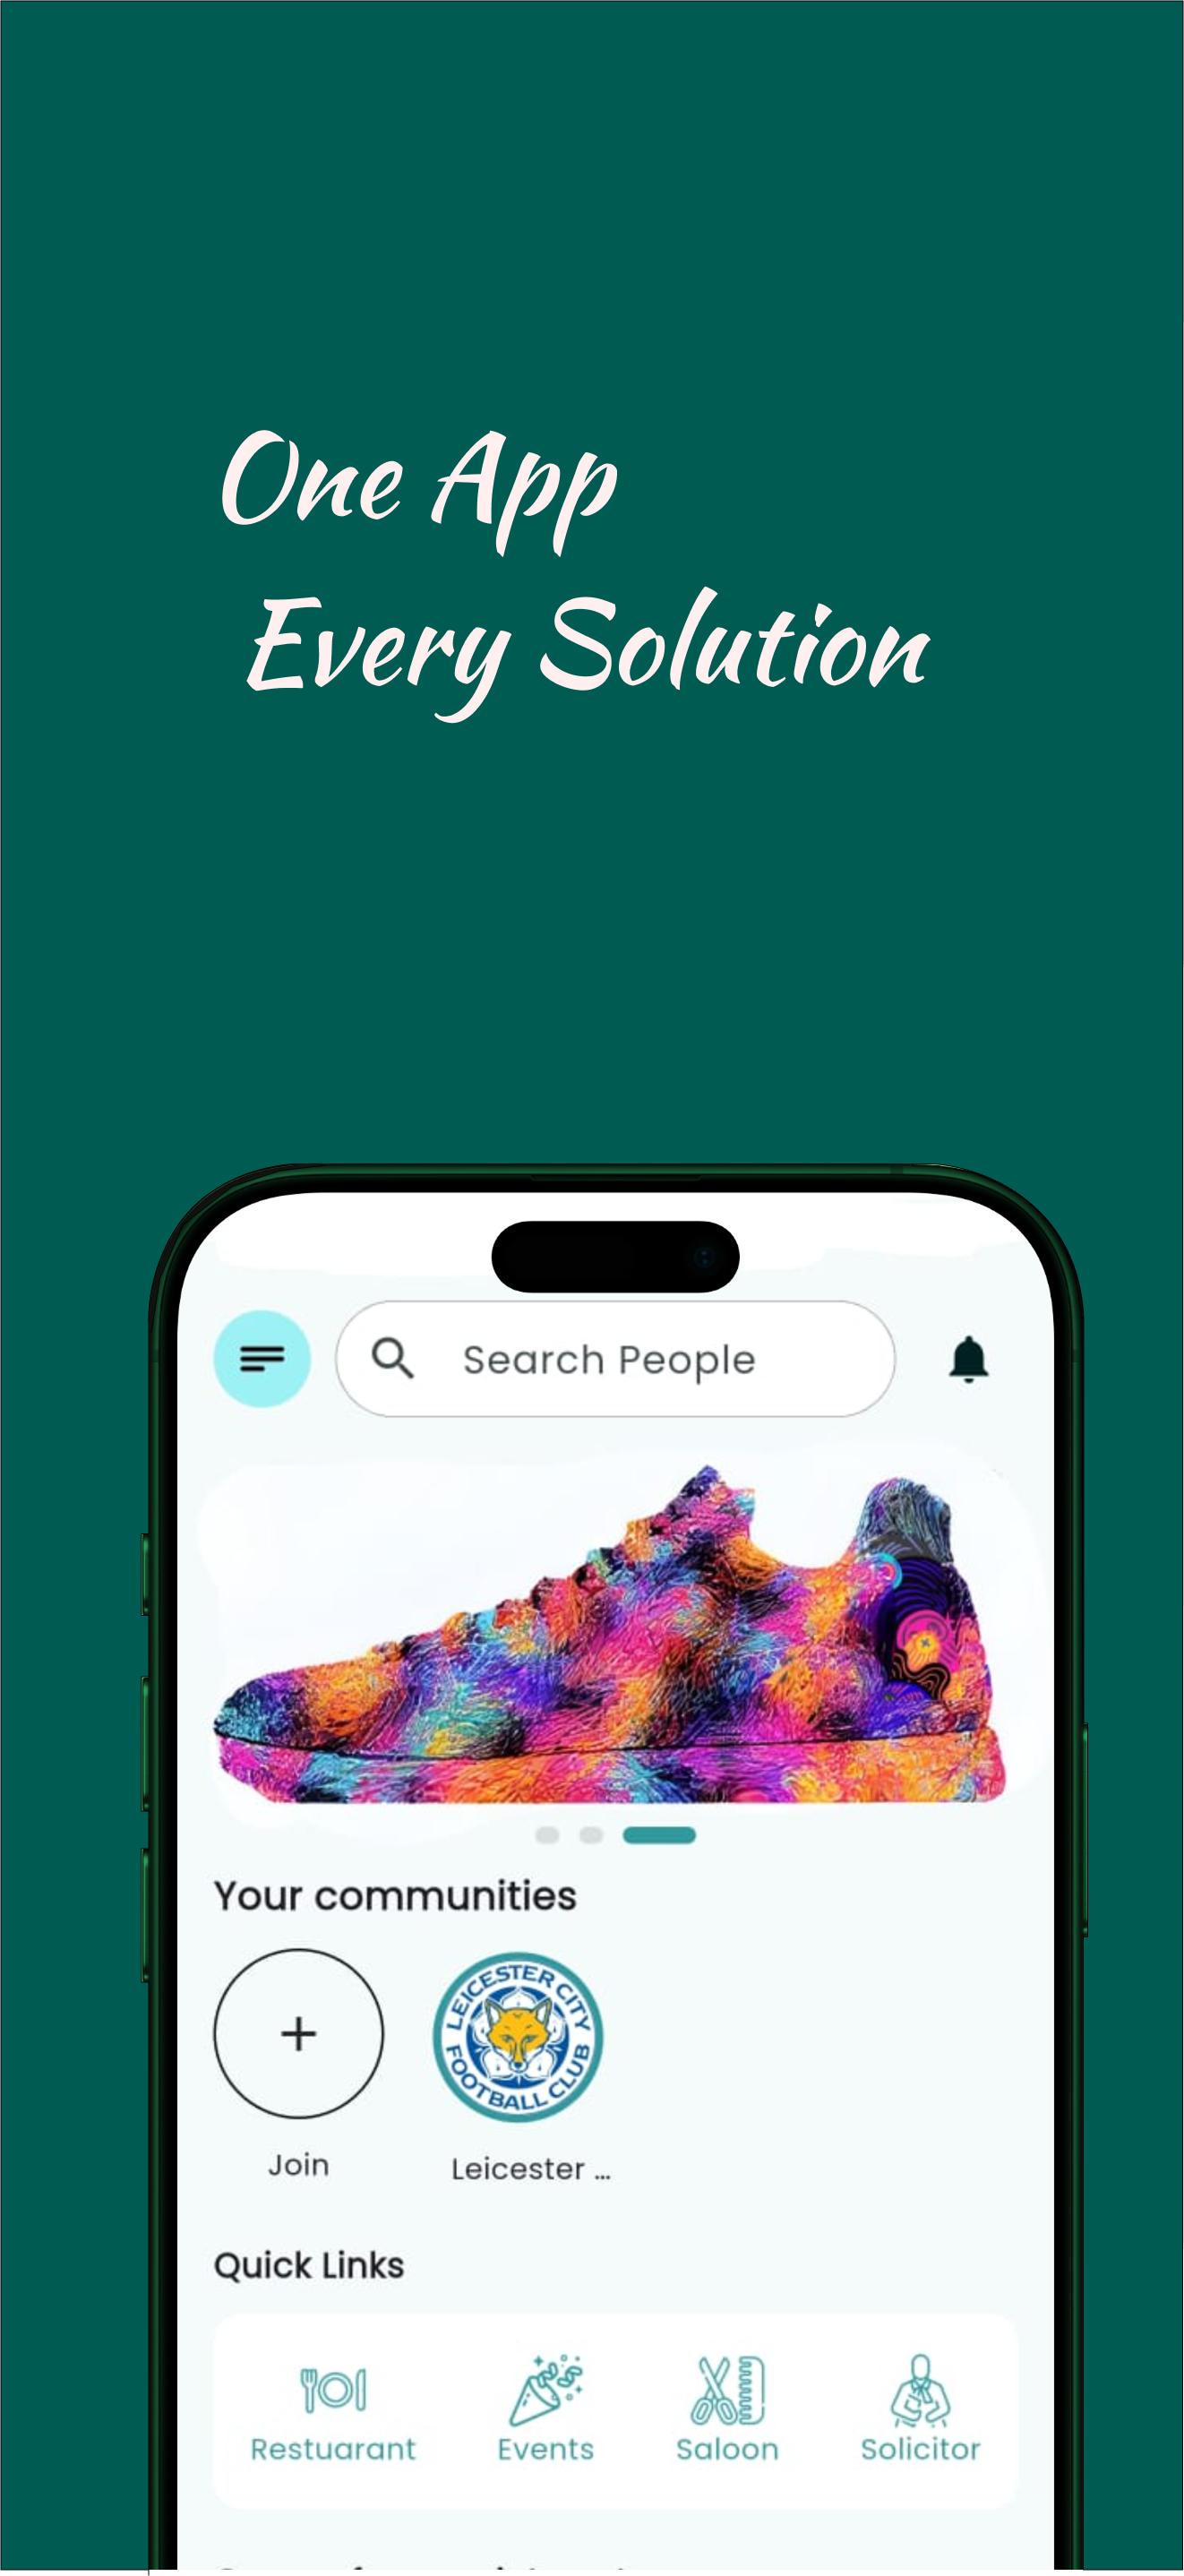 One App
Every Solution
Search People
Your communities
LEICESTER CITY
FOOTBALL CLUB
Join
Leicester ...
Quick Links
Restuarant
Events
Saloon
Solicitor